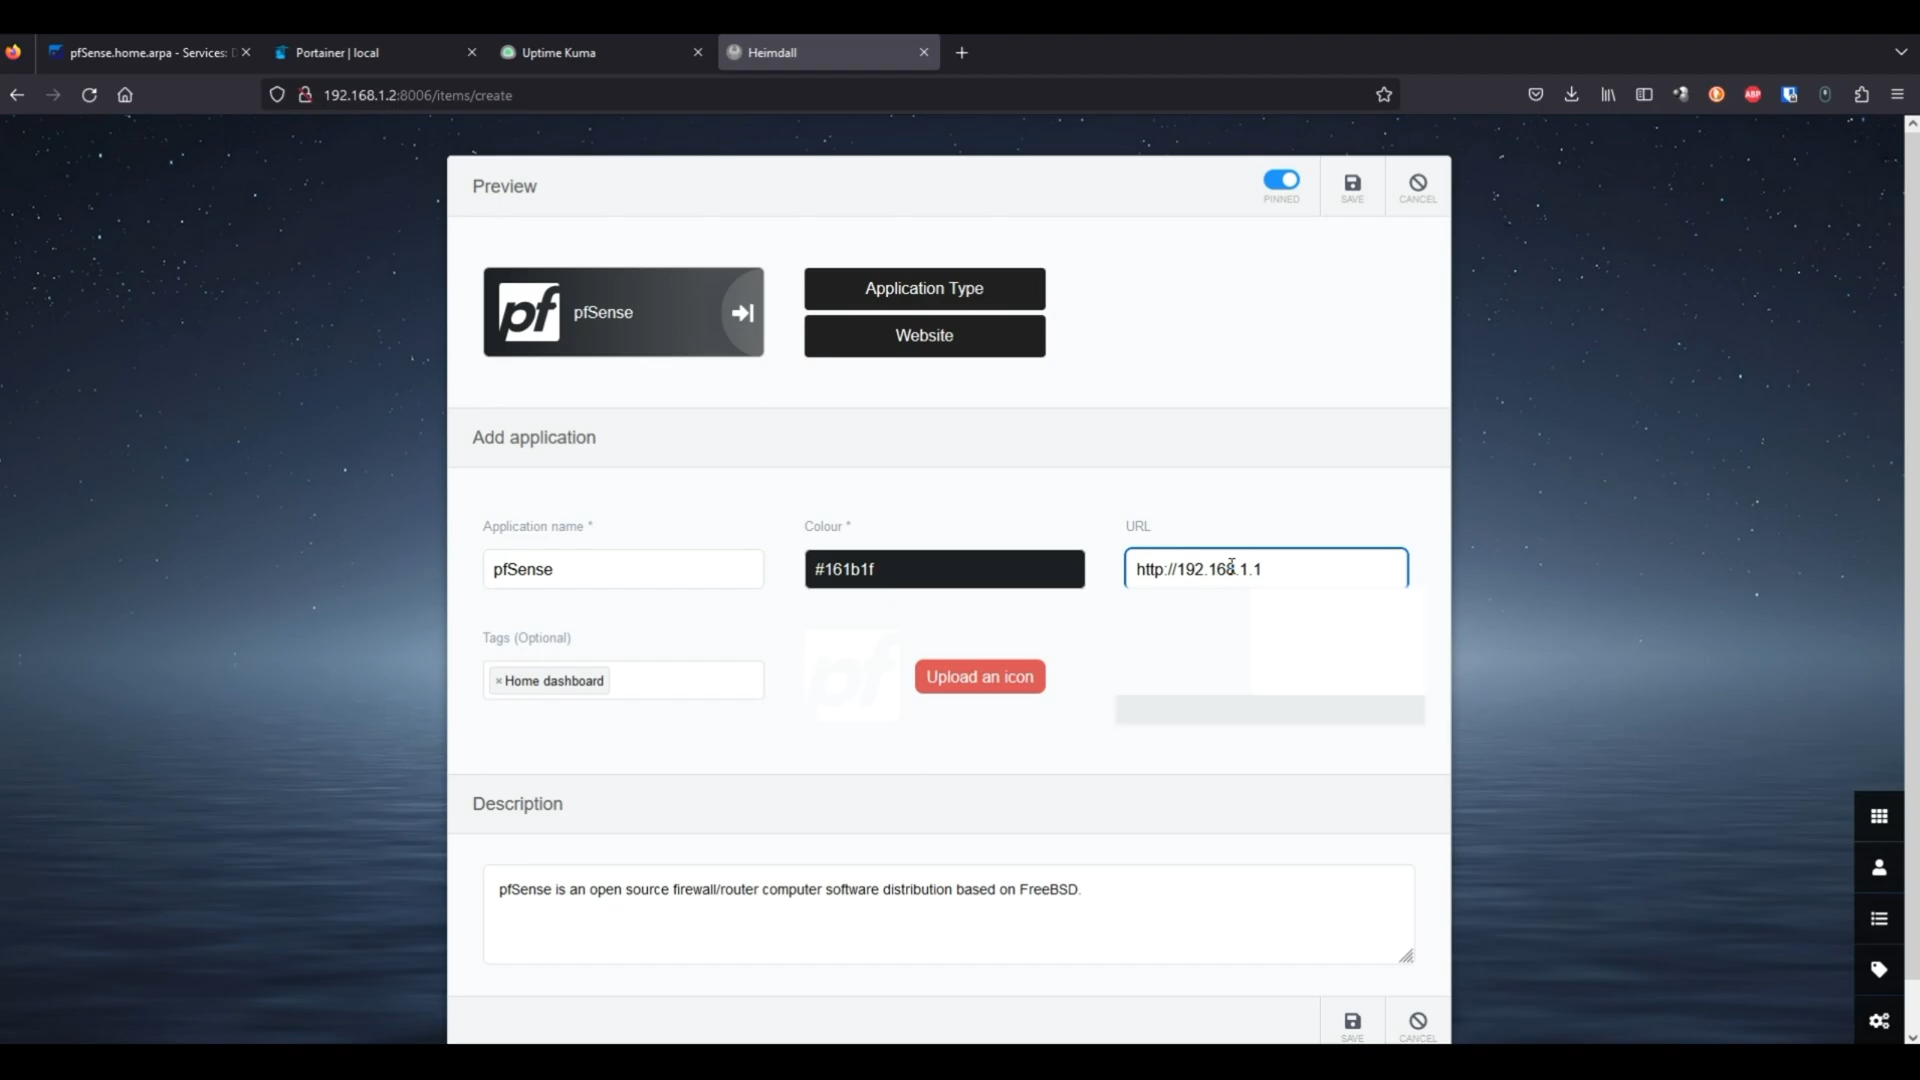 pfSense.home.arpa - Services: D
Portainer | local
Uptime Kuma
Heimdall
192.168.1.2:8006/items/create
ABP
Preview
PINNED
SAVE
CANCEL
pf
pfSense
Application Type
Website
Add application
Application name *
Colour *
URL
pfSense
#161b1f
http://192.168.1.1
Tags (Optional)
×Home dashboard
pf
Upload an icon
Description
pfSense is an open source firewall/router computer software distribution based on FreeBSD.
SAVE
CANCEL